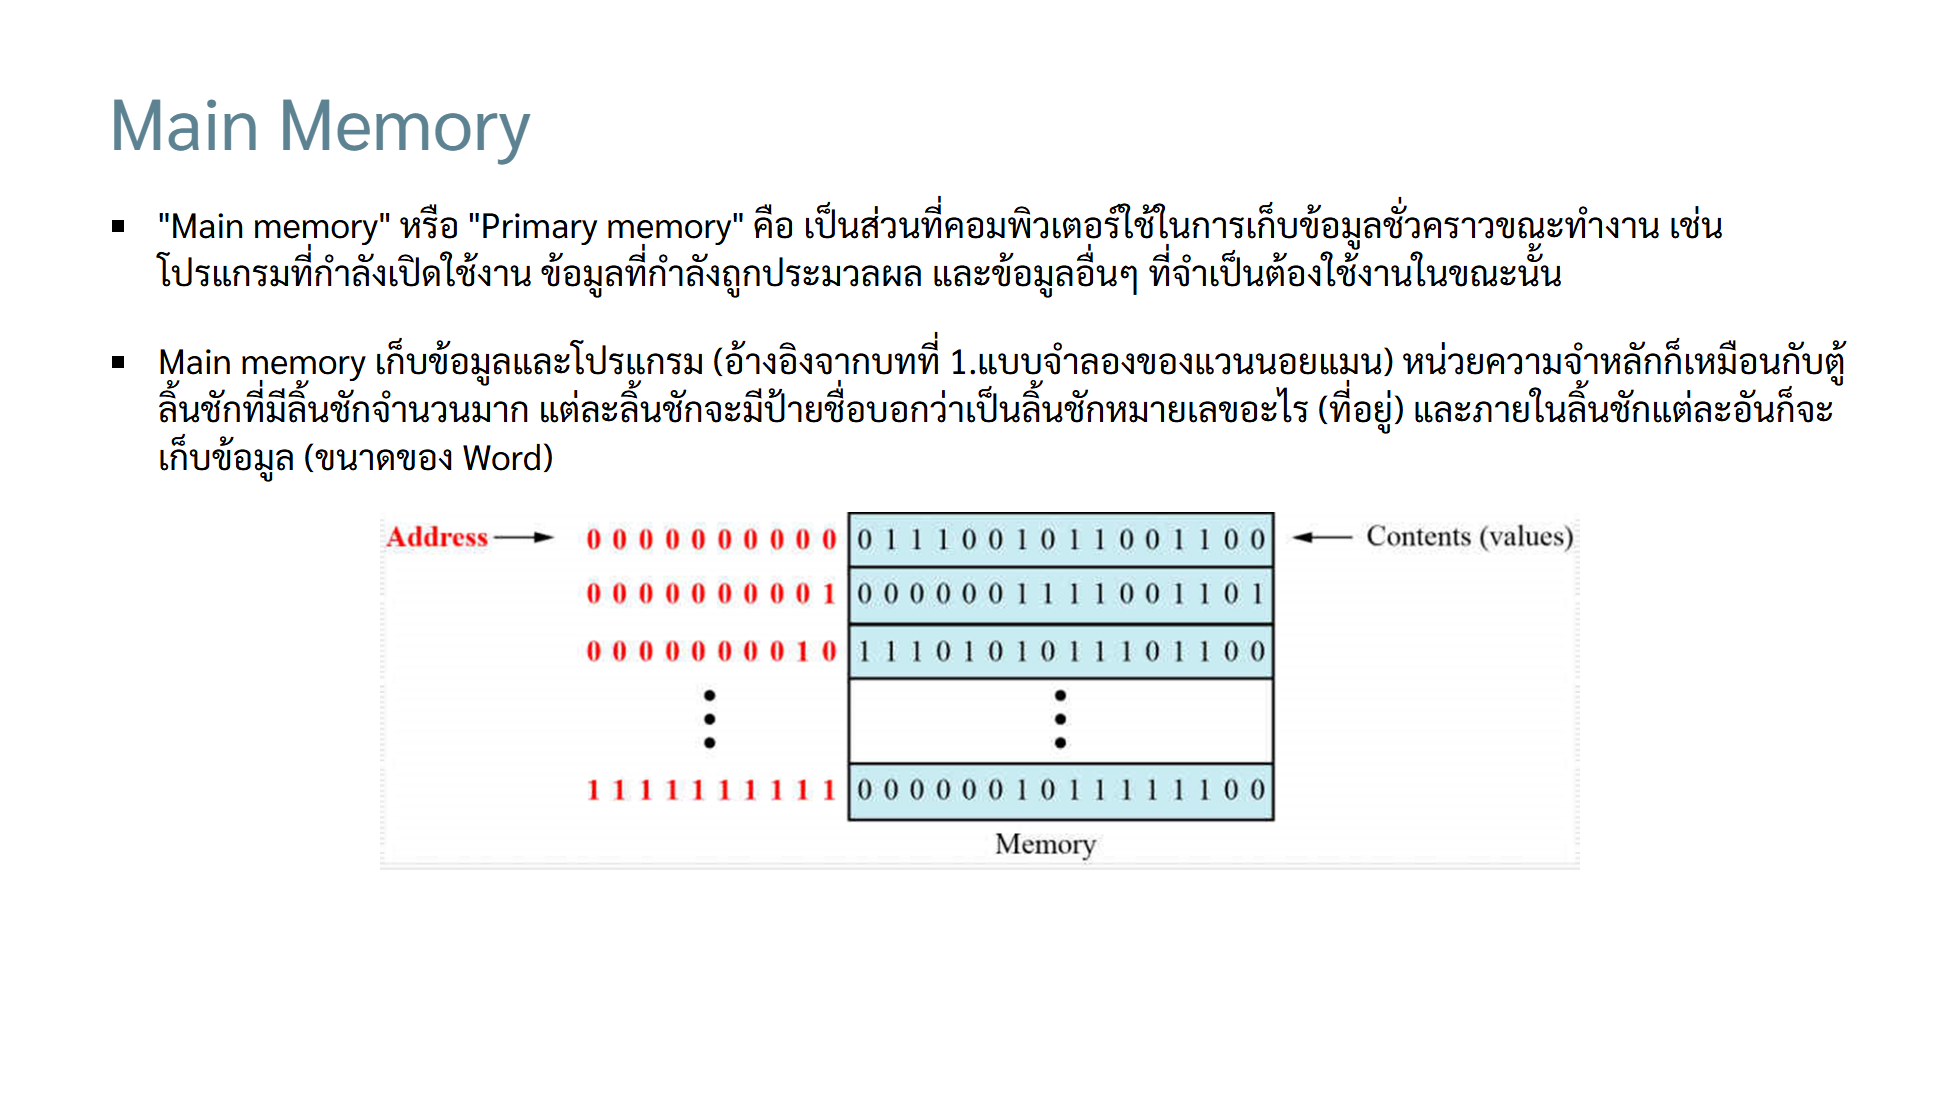 Main Memory
"Main memory" หรือ "Primary memory" คือ เป็นส่วนที่คอมพิวเตอร์ใช้ในการเก็บข้อมูลชั่วคราวขณะทำงาน เช่น
โปรแกรมที่กำลังเปิดใช้งาน ข้อมูลที่กำลังถูกประมวลผล และข้อมูลอื่นๆ ที่จำเป็นต้องใช้งานในขณะนั้น
Main memory เก็บข้อมูลและโปรแกรม (อ้างอิงจากบทที่ 1.แบบจำลองของแวนนอยแมน) หน่วยความจำหลักก็เหมือนกับตู้
ลิ้นชักที่มีลิ้นชักจำนวนมาก แต่ละลิ้นชักจะมีป้ายชื่อบอกว่าเป็นลิ้นชักหมายเลขอะไร (ที่อยู่) และภายในลิ้นชักแต่ละอันก็จะ
เก็บข้อมูล (ขนาดของ Word)
Address 0 0 0 0 0 0 0 0 0 0 0 1 1 1 0 0 1 0 1 1 0 0 1 1 0 0 Contents (values)
0 0 0 0 0 0 0 0 0 1 0 0 0 0 0 0 1 1 1 1 0 0 1 1 0 1
0 0 0 0 0 0 0 0 1 0 1 1 1 0 1 0 1 0 1 1 1 0 1 1 0 0
1 1 1 1 1 1 1 1 1 1 0 0 0 0 0 0 1 0 1 1 1 1 1 1 0 0
Memory